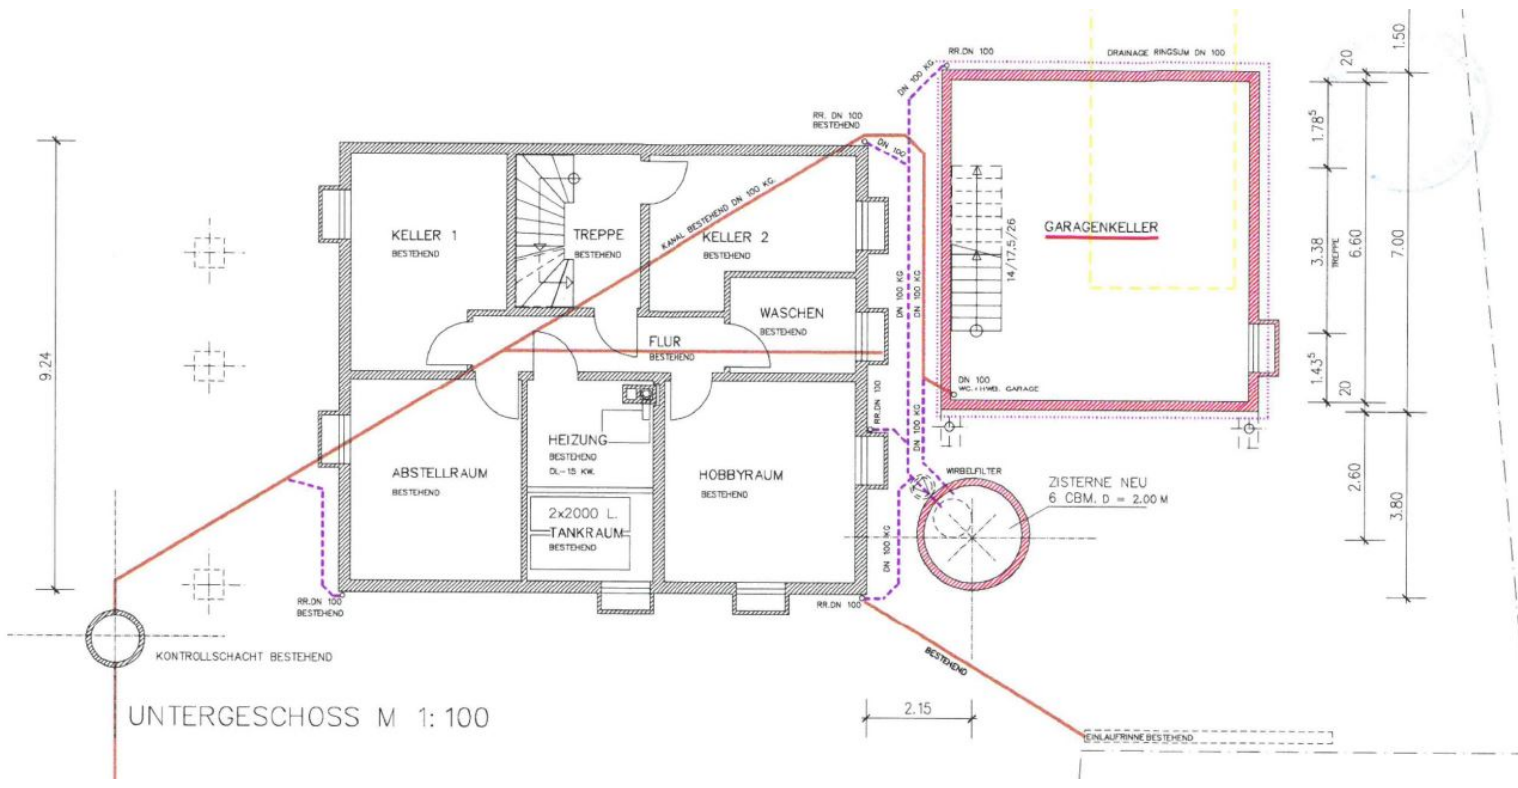 RR.DN 100
DRAINAGE RINGSUM DN 100
DN 100 KG
20
1.50
RR. DN 100
BESTEHEND
DN 100
1.78⁵
9.24
KELLER 1
BESTEHEND
TREPPE
BESTEHEND
KANAL BESTEHEND DN 100 KG.
KELLER 2
BESTEHEND
GARAGENKELLER
14/17,5/26
3.38
TREPPE
6.60
7.00
DN 100 KG
DN 100 KG
WASCHEN
BESTEHEND
FLUR
BESTEHEND
1.43⁵
20
DN 100
WC.+HWB. GARAGE
RR.DN 100
DN 100 KG
HEIZUNG
BESTEHEND
DL-15 KW.
ABSTELLRAUM
BESTEHEND
HOBBYRAUM
BESTEHEND
WIRBELFILTER
ZISTERNE NEU
6 CBM. D = 2.00 M
2.60
3.80
2x2000 L.
TANKRAUM
BESTEHEND
DN 100 KG
RR.DN 100
BESTEHEND
RR.DN 100
KONTROLLSCHACHT BESTEHEND
BESTEHEND
UNTERGESCHOSS M 1:100
2.15
EINLAUFRINNE BESTEHEND